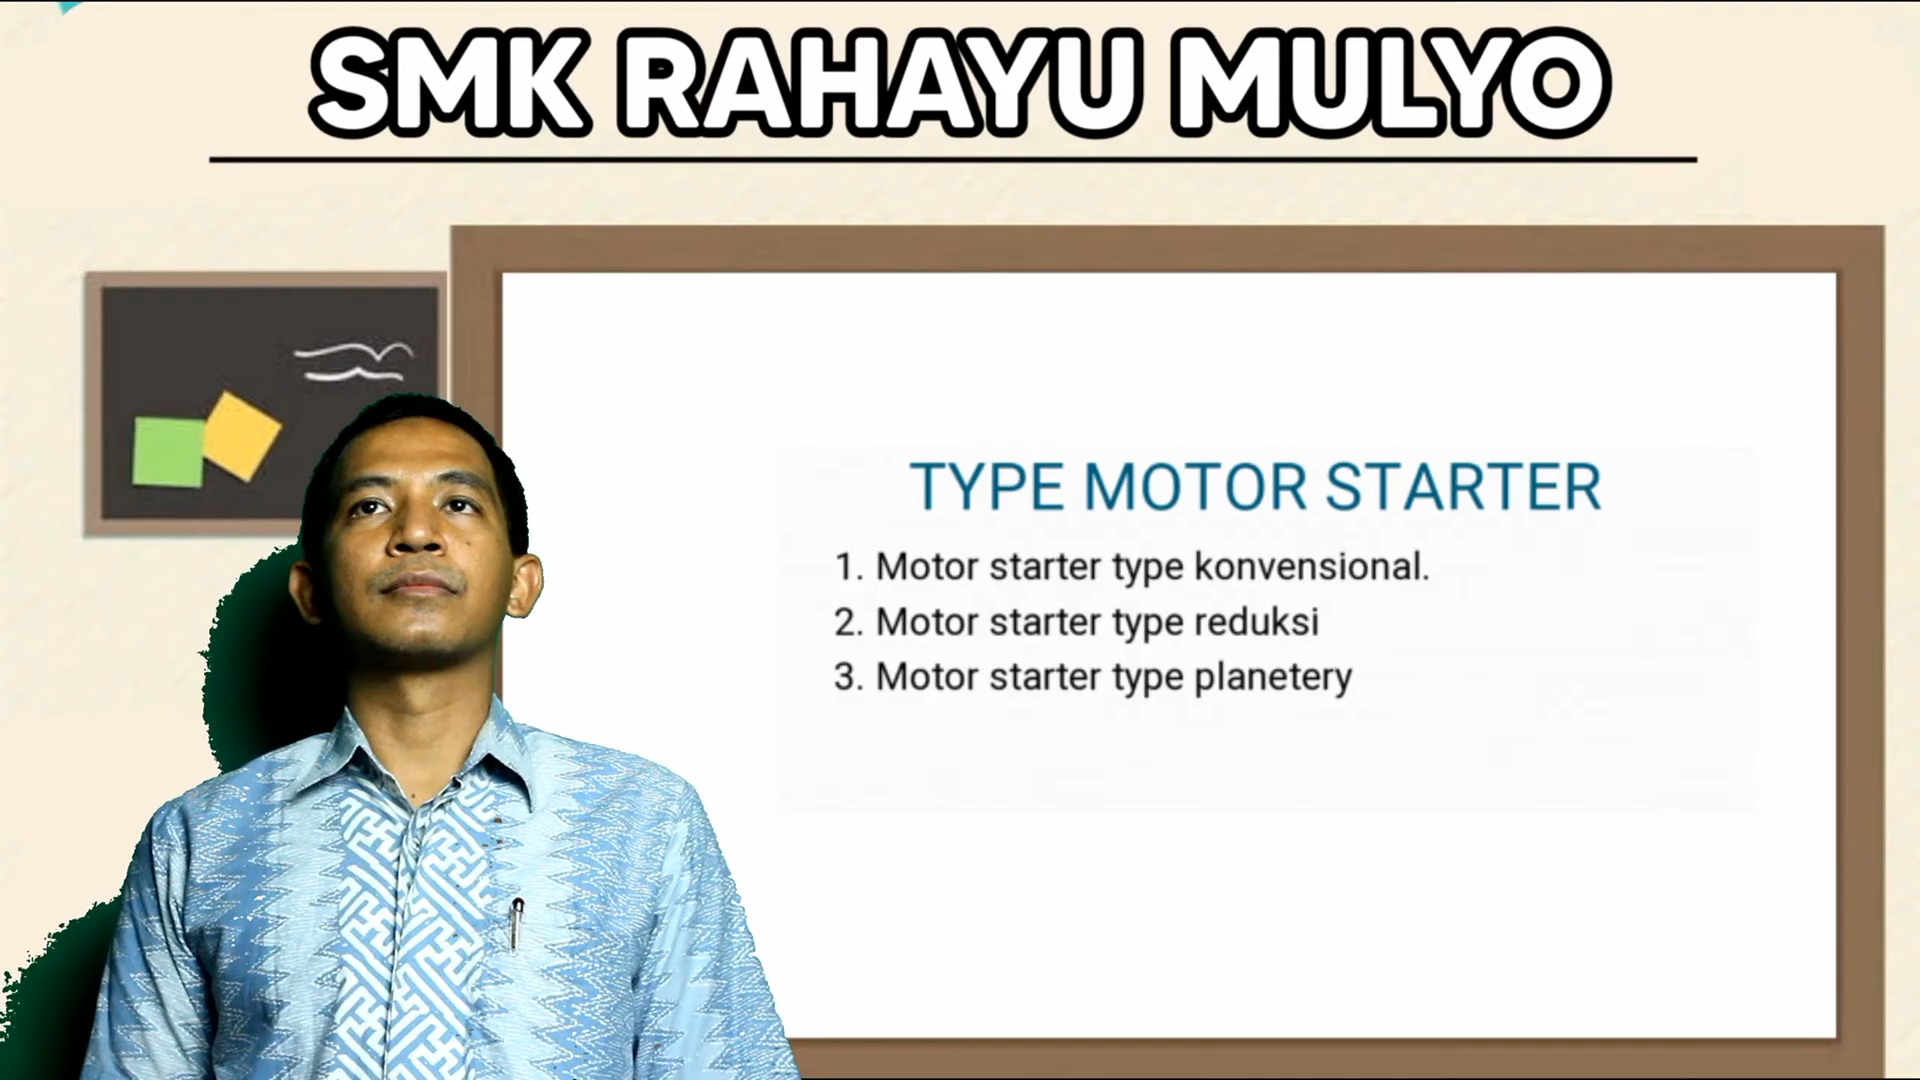 SMK RAHAYU MULYO
TYPE MOTOR STARTER
1. Motor starter type konvensional.
2. Motor starter type reduksi
3. Motor starter type planetery